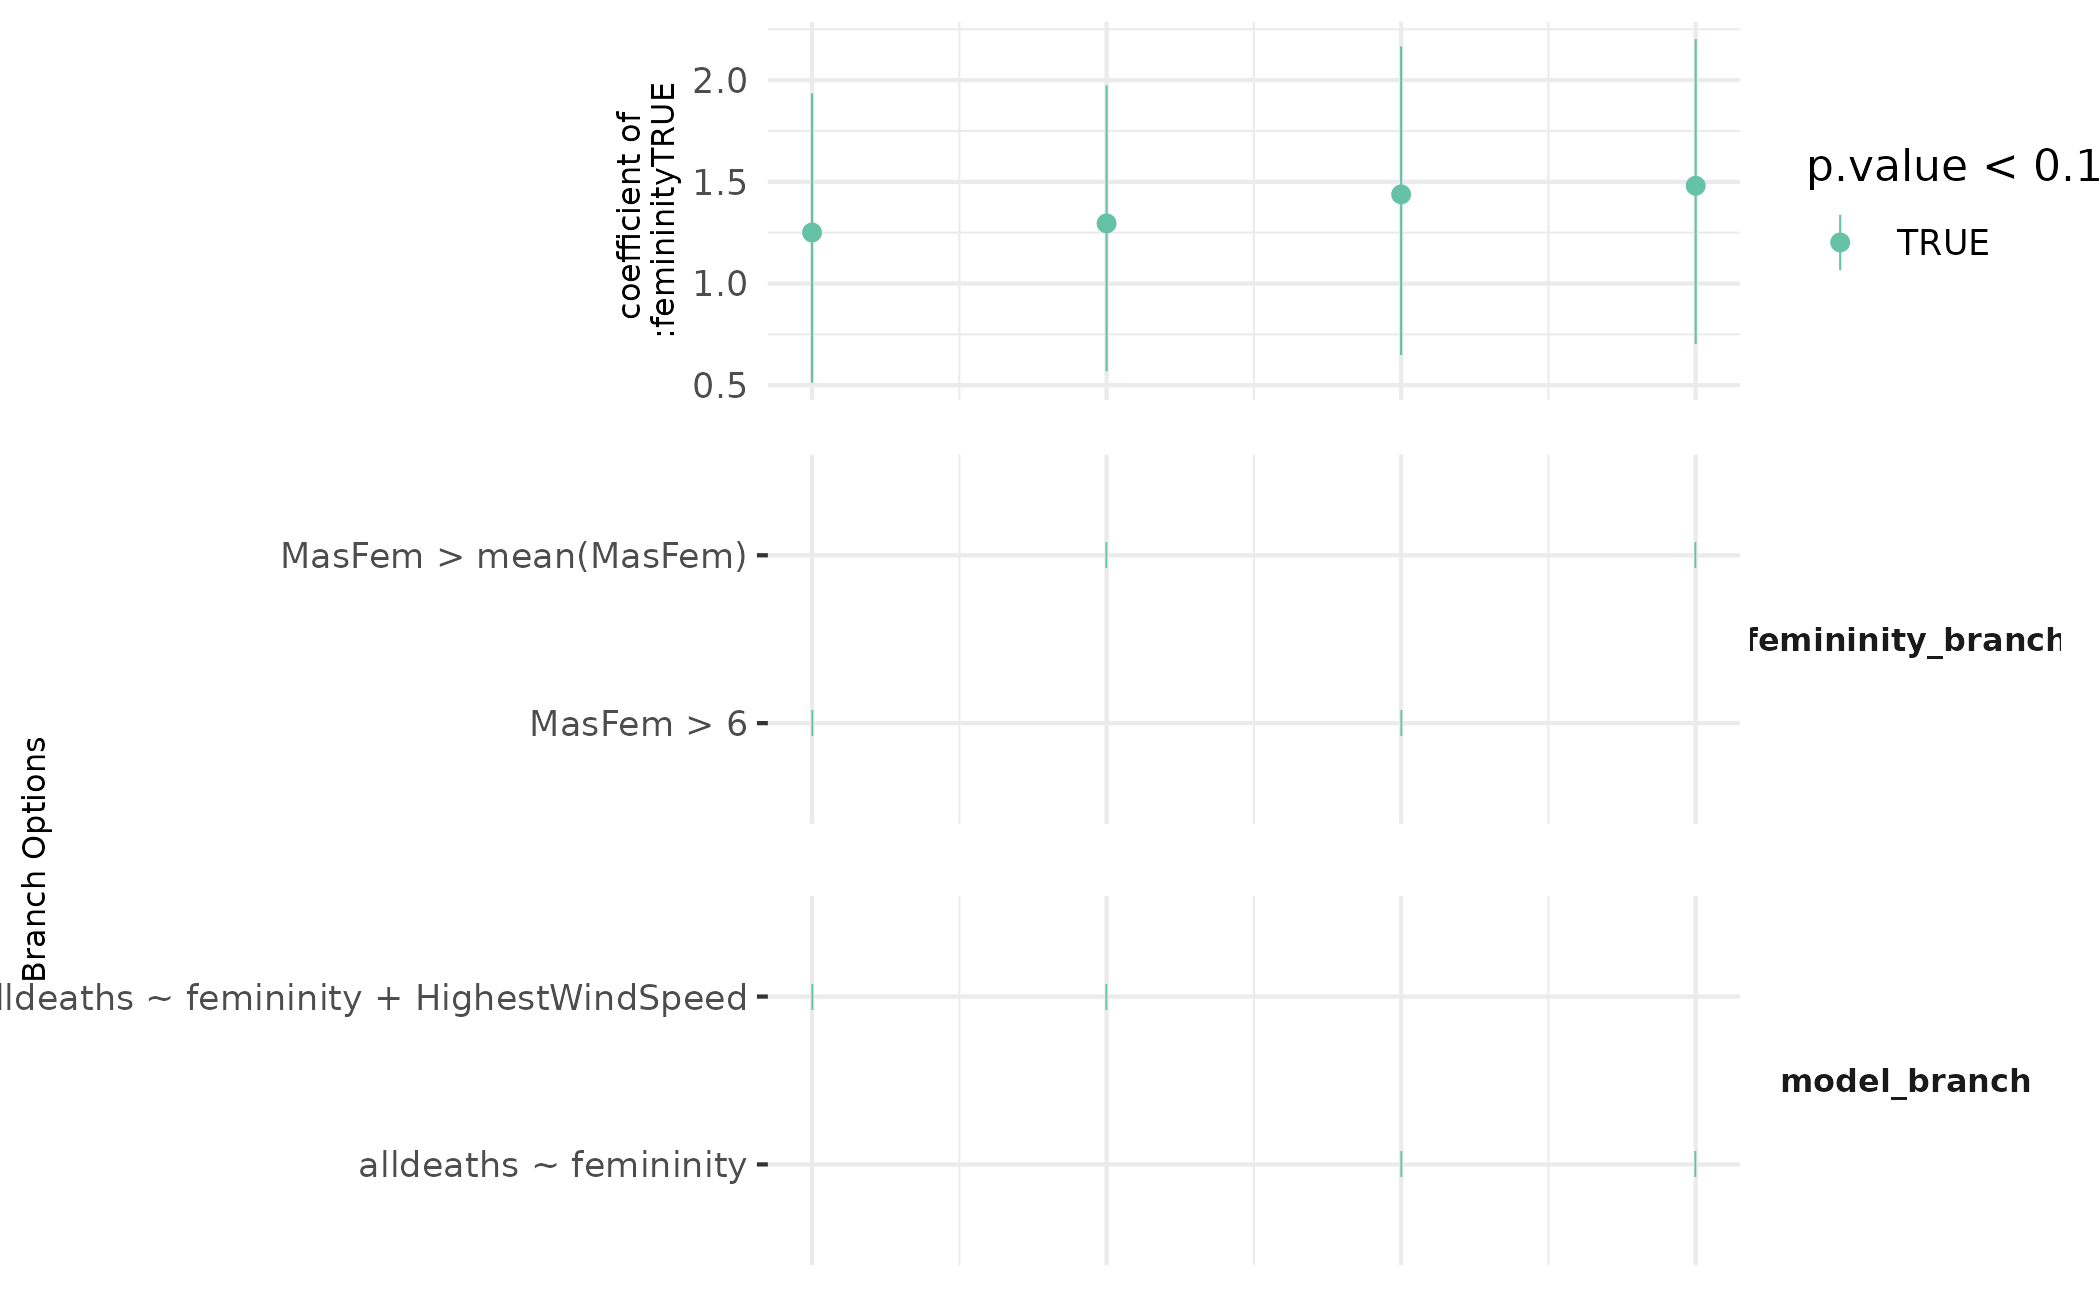 coefficient of
:femininityTRUE
2.0
1.5
1.0
0.5
p.value < 0.1
TRUE
Branch Options
MasFem > mean(MasFem)
MasFem > 6
femininity_branch
lldeaths ~ femininity + HighestWindSpeed
alldeaths ~ femininity
model_branch